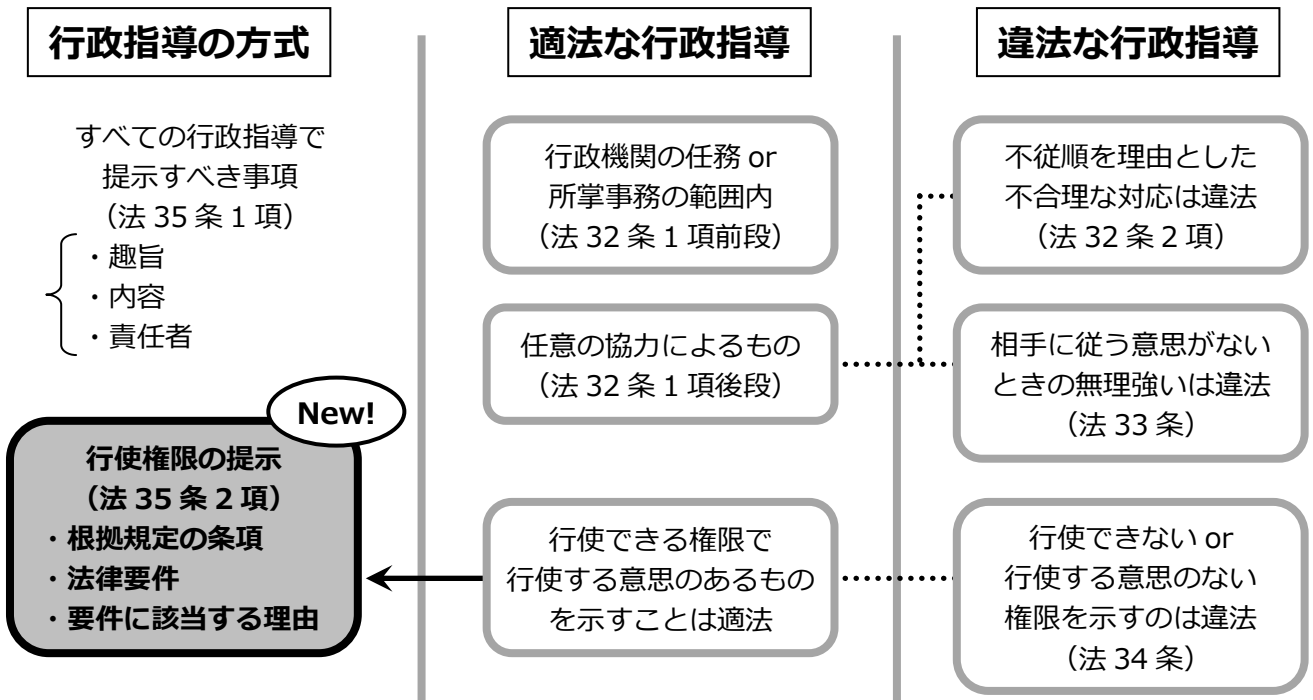 行政指導の方式
すべての行政指導で
提示すべき事項
（法 35 条 1 項）
・趣旨
・内容
・責任者
New!
行使権限の提示
（法 35 条 2 項）
・根拠規定の条項
・法律要件
・要件に該当する理由
適法な行政指導
行政機関の任務 or
所掌事務の範囲内
（法 32 条 1 項前段）
任意の協力によるもの
（法 32 条 1 項後段）
行使できる権限で
行使する意思のあるもの
を示すことは適法
違法な行政指導
不従順を理由とした
不合理な対応は違法
（法 32 条 2 項）
相手に従う意思がない
ときの無理強いは違法
（法 33 条）
行使できない or
行使する意思のない
権限を示すのは違法
（法 34 条）